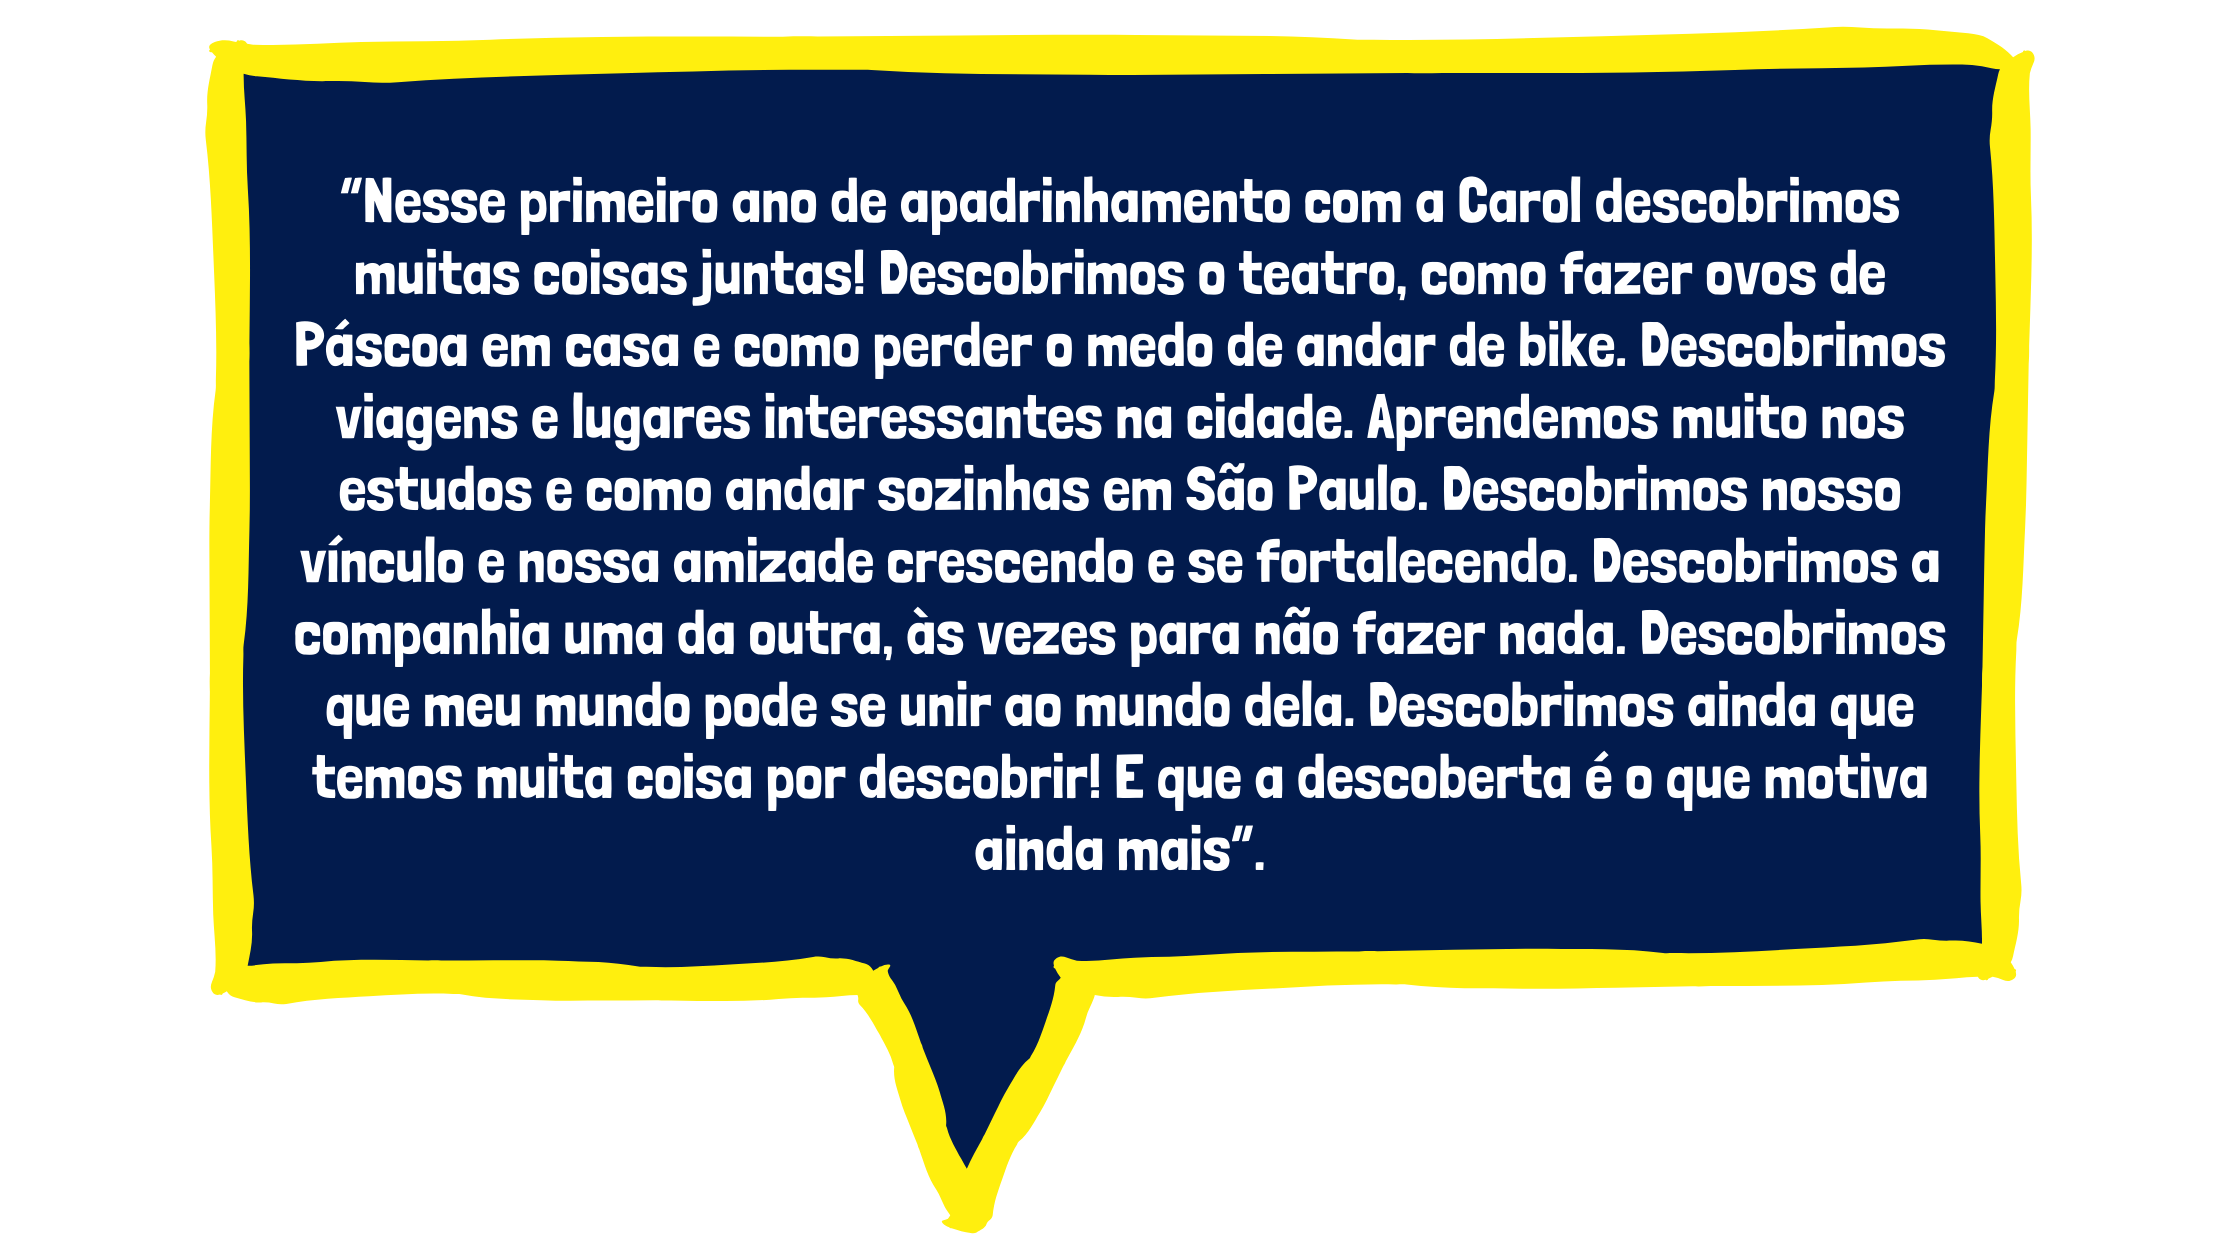 “Nesse primeiro ano de apadrinhamento com a Carol descobrimos
muitas coisas juntas! Descobrimos o teatro, como fazer ovos de
Páscoa em casa e como perder o medo de andar de bike. Descobrimos
viagens e lugares interessantes na cidade. Aprendemos muito nos
estudos e como andar sozinhas em São Paulo. Descobrimos nosso
vínculo e nossa amizade crescendo e se fortalecendo. Descobrimos a
companhia uma da outra, às vezes para não fazer nada. Descobrimos
que meu mundo pode se unir ao mundo dela. Descobrimos ainda que
temos muita coisa por descobrir! E que a descoberta é o que motiva
ainda mais”.